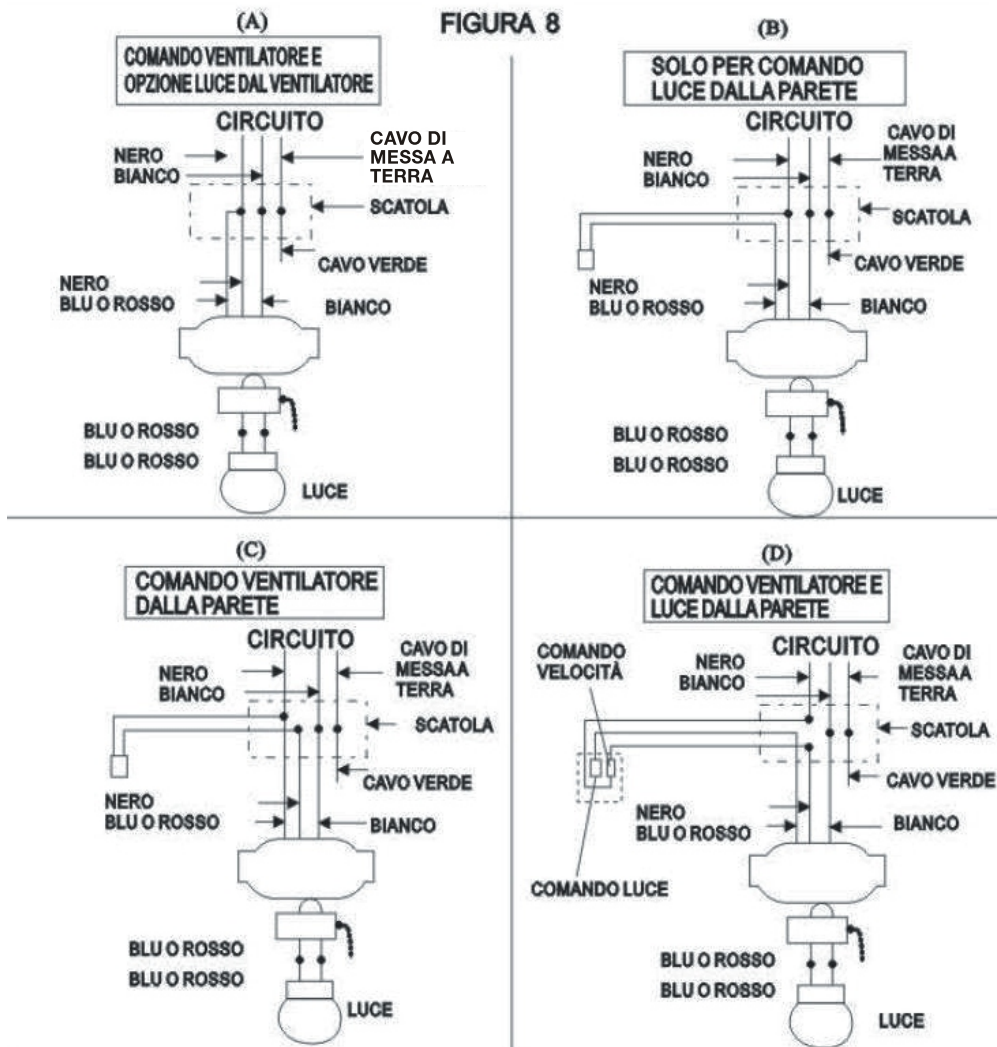 FIGURA 8
(A)
COMANDO VENTILATORE E
OPZIONE LUCE DAL VENTILATORE
CIRCUITO
NERO
BIANCO
CAVO DI
MESSA A
TERRA
SCATOLA
CAVO VERDE
NERO
BLU O ROSSO
BIANCO
BLU O ROSSO
BLU O ROSSO
LUCE
(B)
SOLO PER COMANDO
LUCE DALLA PARETE
CIRCUITO
NERO
BIANCO
CAVO DI
MESSA A
TERRA
SCATOLA
CAVO VERDE
NERO
BLU O ROSSO
BIANCO
BLU O ROSSO
BLU O ROSSO
LUCE
(C)
COMANDO VENTILATORE
DALLA PARETE
CIRCUITO
NERO
BIANCO
CAVO DI
MESSA A
TERRA
SCATOLA
CAVO VERDE
NERO
BLU O ROSSO
BIANCO
BLU O ROSSO
BLU O ROSSO
LUCE
(D)
COMANDO VENTILATORE E
LUCE DALLA PARETE
CIRCUITO
COMANDO
VELOCITÀ
NERO
BIANCO
CAVO DI
MESSA A
TERRA
SCATOLA
CAVO VERDE
NERO
BLU O ROSSO
BIANCO
COMANDO LUCE
BLU O ROSSO
BLU O ROSSO
LUCE